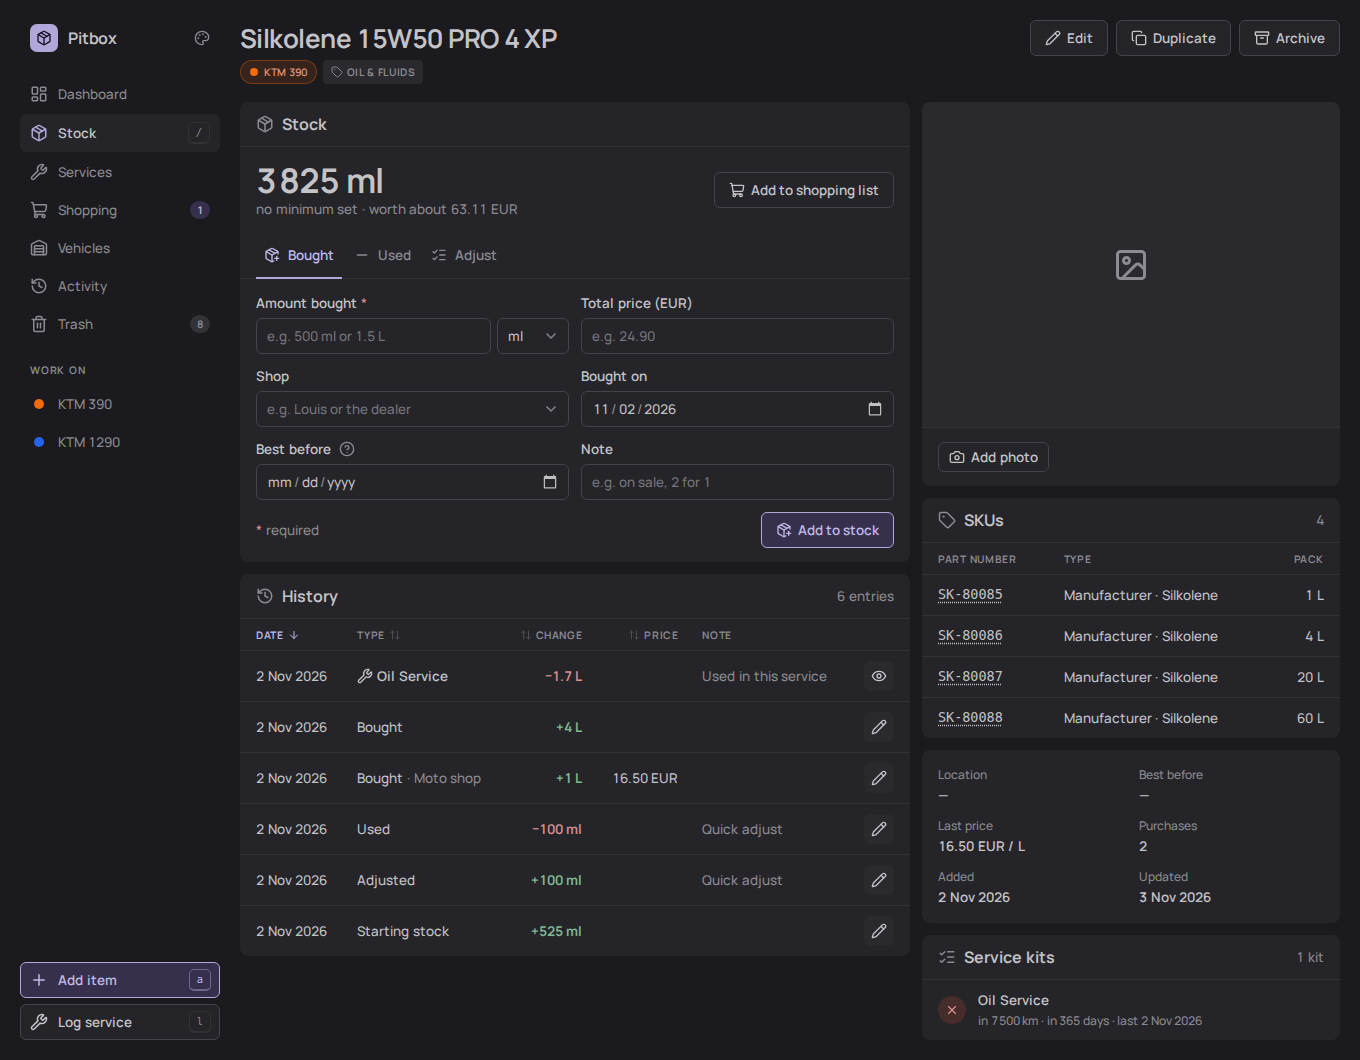 Pitbox
Dashboard
Stock /
Services
Shopping 1
Vehicles
Activity
Trash 8
WORK ON
KTM 390
KTM 1290
Add item a
Log service l
Silkolene 15W50 PRO 4 XP
KTM 390 OIL & FLUIDS
Edit Duplicate Archive
Stock
3 825 ml
no minimum set · worth about 63.11 EUR
Add to shopping list
Bought Used Adjust
Amount bought * Total price (EUR)
e.g. 500 ml or 1.5 L ml e.g. 24.90
Shop Bought on
e.g. Louis or the dealer 11 / 02 / 2026
Best before ? Note
mm / dd / yyyy e.g. on sale, 2 for 1
* required Add to stock
History 6 entries
DATE TYPE CHANGE PRICE NOTE
2 Nov 2026 Oil Service −1.7 L Used in this service
2 Nov 2026 Bought +4 L
2 Nov 2026 Bought · Moto shop +1 L 16.50 EUR
2 Nov 2026 Used −100 ml Quick adjust
2 Nov 2026 Adjusted +100 ml Quick adjust
2 Nov 2026 Starting stock +525 ml
Add photo
SKUs 4
PART NUMBER TYPE PACK
SK-80085 Manufacturer · Silkolene 1 L
SK-80086 Manufacturer · Silkolene 4 L
SK-80087 Manufacturer · Silkolene 20 L
SK-80088 Manufacturer · Silkolene 60 L
Location Best before
— —
Last price Purchases
16.50 EUR / L 2
Added Updated
2 Nov 2026 3 Nov 2026
Service kits 1 kit
Oil Service
in 7 500 km · in 365 days · last 2 Nov 2026